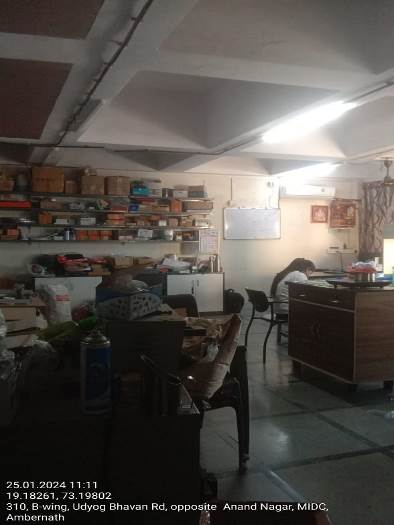 25.01.2024 11:11
19.18261, 73.19802
310, B-wing, Udyog Bhavan Rd, opposite  Anand Nagar, MIDC,
Ambernath